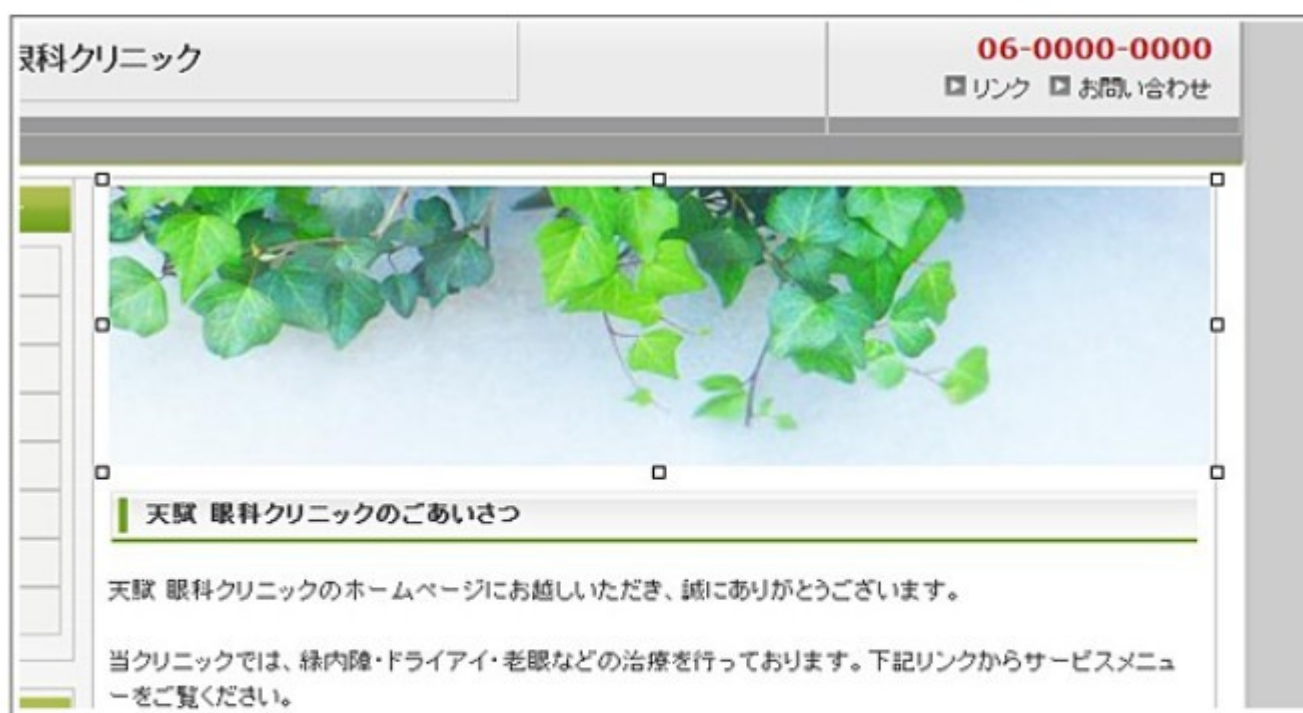 眼科クリニック
06-0000-0000
リンク お問い合わせ
天賦 眼科クリニックのごあいさつ
天賦 眼科クリニックのホームページにお越しいただき、誠にありがとうございます。
当クリニックでは、緑内障・ドライアイ・老眼などの治療を行っております。下記リンクからサービスメニュ
ーをご覧ください。